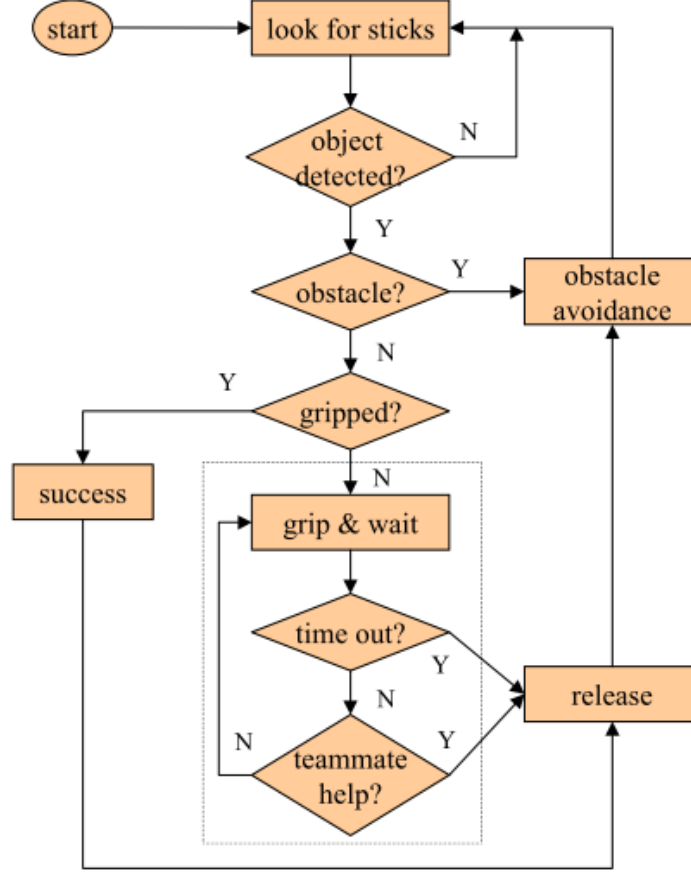 start
look for sticks
N
object
detected?
Y
Y
obstacle?
obstacle
avoidance
N
Y
gripped?
N
success
grip & wait
time out?
Y
N
release
N
Y
teammate
help?